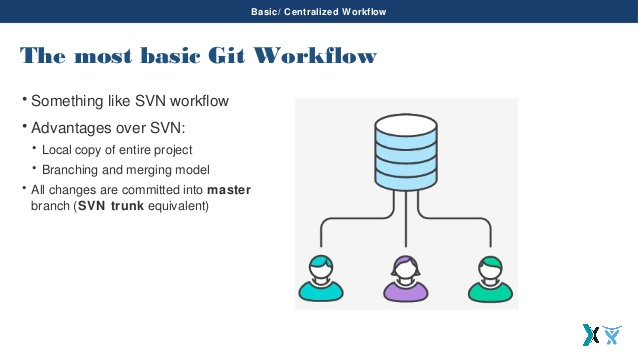 Basic/ Centralized Workflow
The most basic Git Workflow
• Something like SVN workflow
• Advantages over SVN:
• Local copy of entire project
• Branching and merging model
• All changes are committed into master
branch (SVN trunk equivalent)